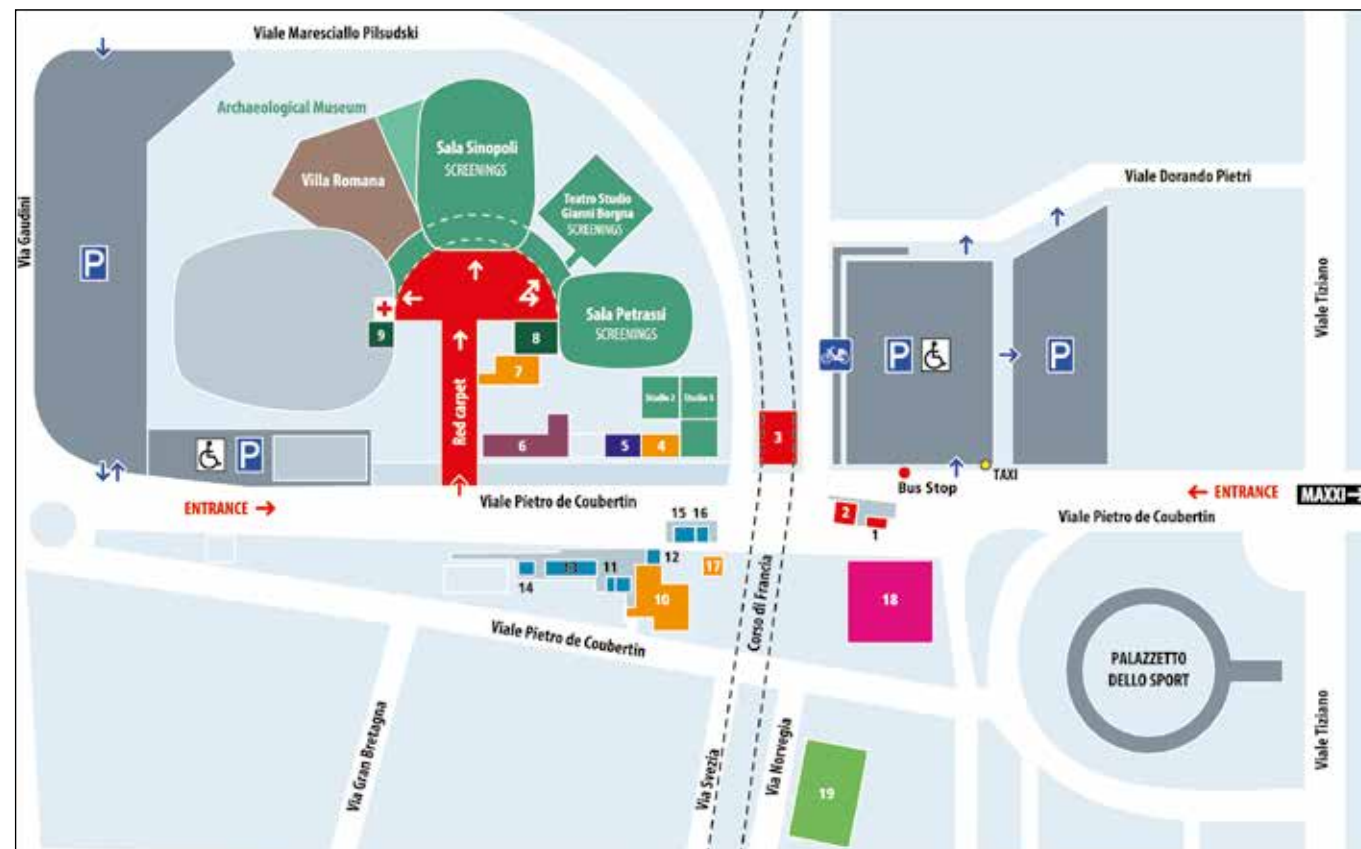 Viale Maresciallo Pilsudski
Archaeological Museum
Sala Sinopoli
SCREENINGS
Villa Romana
Teatro Studio
Gianni Borgna
SCREENINGS
Viale Dorando Pietri
Via Gaudini
P
Viale Tiziano
Sala Petrassi
SCREENINGS
9
8
7
P
P
Studio 2
Studio 3
Red carpet
6
5
4
3
P
TAXI
Bus Stop
ENTRANCE
Viale Pietro de Coubertin
ENTRANCE
MAXXI
Viale Pietro de Coubertin
15
16
2
1
12
13
11
17
14
10
18
Corso di Francia
Viale Pietro de Coubertin
PALAZZETTO
DELLO SPORT
Via Gran Bretagna
Via Svezia
Via Norvegia
Viale Tiziano
19